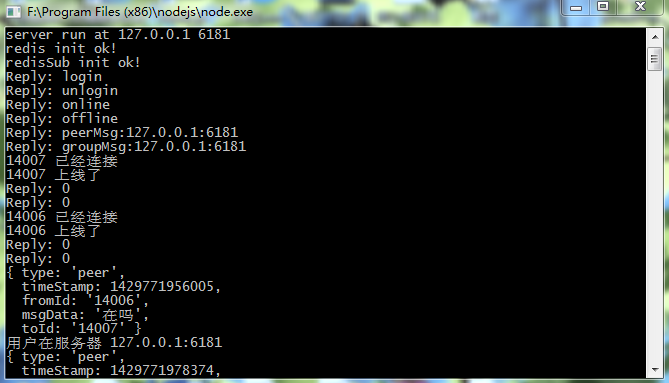 F:\Program Files (x86)\nodejs\node.exe
server run at 127.0.0.1 6181
redis init ok!
redisSub init ok!
Reply: login
Reply: unlogin
Reply: online
Reply: offline
Reply: peerMsg:127.0.0.1:6181
Reply: groupMsg:127.0.0.1:6181
14007 已经连接
14007 上线了
Reply: 0
Reply: 0
14006 已经连接
14006 上线了
Reply: 0
Reply: 0
{ type: 'peer',
  timeStamp: 1429771956005,
  fromId: '14006',
  msgData: '在吗',
  toId: '14007' }
用户在服务器 127.0.0.1:6181
{ type: 'peer',
  timeStamp: 1429771978374,